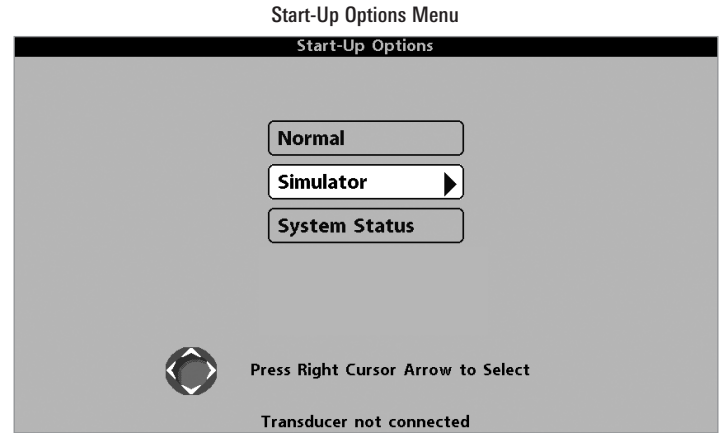 Start-Up Options Menu
Start-Up Options
Normal
Simulator
System Status
Press Right Cursor Arrow to Select
Transducer not connected